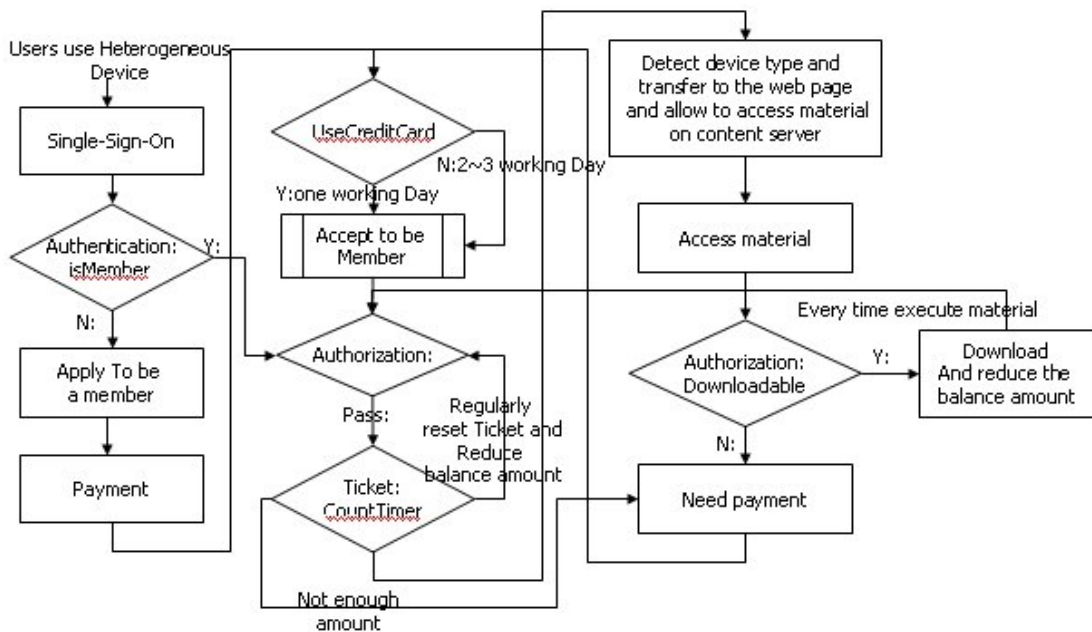 Users use Heterogeneous
Device
Single-Sign-On
Authentication:
isMember
Y:
N:
Apply To be
a member
Payment
UseCreditCard
N:2~3 working Day
Y:one working Day
Accept to be
Member
Authorization:
Pass:
Regularly
reset Ticket and
Reduce
balance amount
Ticket:
CountTimer
Not enough
amount
Detect device type and
transfer to the web page
and allow to access material
on content server
Access material
Every time execute material
Authorization:
Downloadable
Y:
Download
And reduce the
balance amount
N:
Need payment